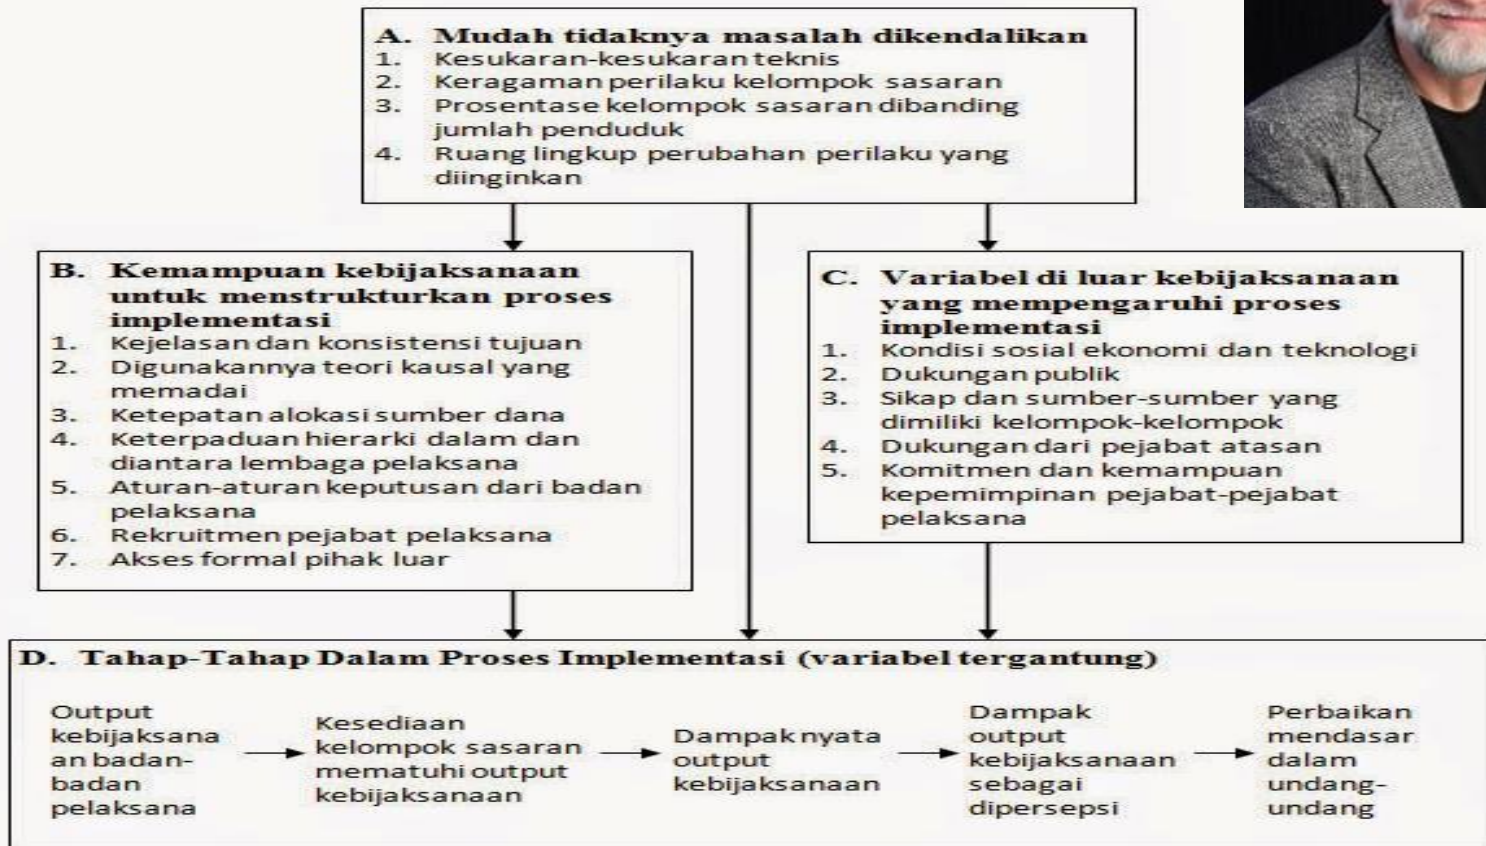 A. Mudah tidaknya masalah dikendalikan
1. Kesukaran-kesukaran teknis
2. Keragaman perilaku kelompok sasaran
3. Prosentase kelompok sasaran dibanding
jumlah penduduk
4. Ruang lingkup perubahan perilaku yang
diinginkan
B. Kemampuan kebijaksanaan
untuk menstrukturkan proses
implementasi
1. Kejelasan dan konsistensi tujuan
2. Digunakannya teori kausal yang
memadai
3. Ketepatan alokasi sumber dana
4. Keterpaduan hierarki dalam dan
diantara lembaga pelaksana
5. Aturan-aturan keputusan dari badan
pelaksana
6. Rekruitmen pejabat pelaksana
7. Akses formal pihak luar
C. Variabel di luar kebijaksanaan
yang mempengaruhi proses
implementasi
1. Kondisi sosial ekonomi dan teknologi
2. Dukungan publik
3. Sikap dan sumber-sumber yang
dimiliki kelompok-kelompok
4. Dukungan dari pejabat atasan
5. Komitmen dan kemampuan
kepemimpinan pejabat-pejabat
pelaksana
D. Tahap-Tahap Dalam Proses Implementasi (variabel tergantung)
Output
kebijaksana
an badan-
badan
pelaksana
Kesediaan
kelompok sasaran
mematuhi output
kebijaksanaan
Dampak nyata
output
kebijaksanaan
Dampak
output
kebijaksanaan
sebagai
dipersepsi
Perbaikan
mendasar
dalam
undang-
undang